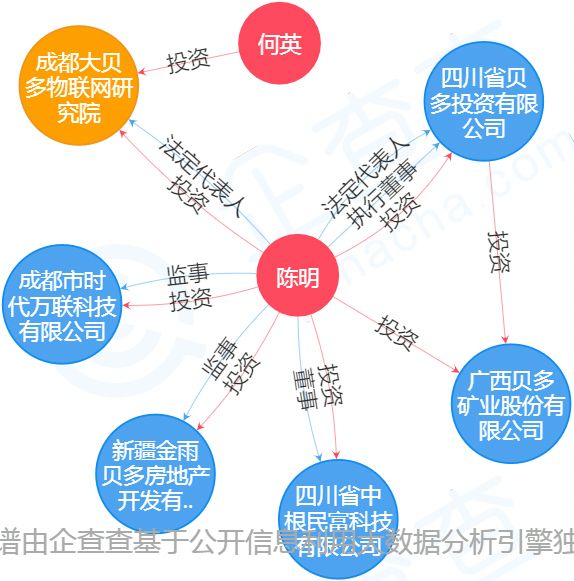 何英
投资
成都大贝
多物联网研
究院
四川省贝
多投资有限
公司
法定代表人
投资
法定代表人
执行董事
投资
投资
陈明
监事
投资
成都市时
代万联科技
有限公司
监事
投资
投资
董事
投资
广西贝多
矿业股份有
限公司
新疆金雨
贝多房地产
开发有..
四川省中
根民富科技
有限公司
谱由企查查基于公开信息利用大数据分析引擎独
企查查